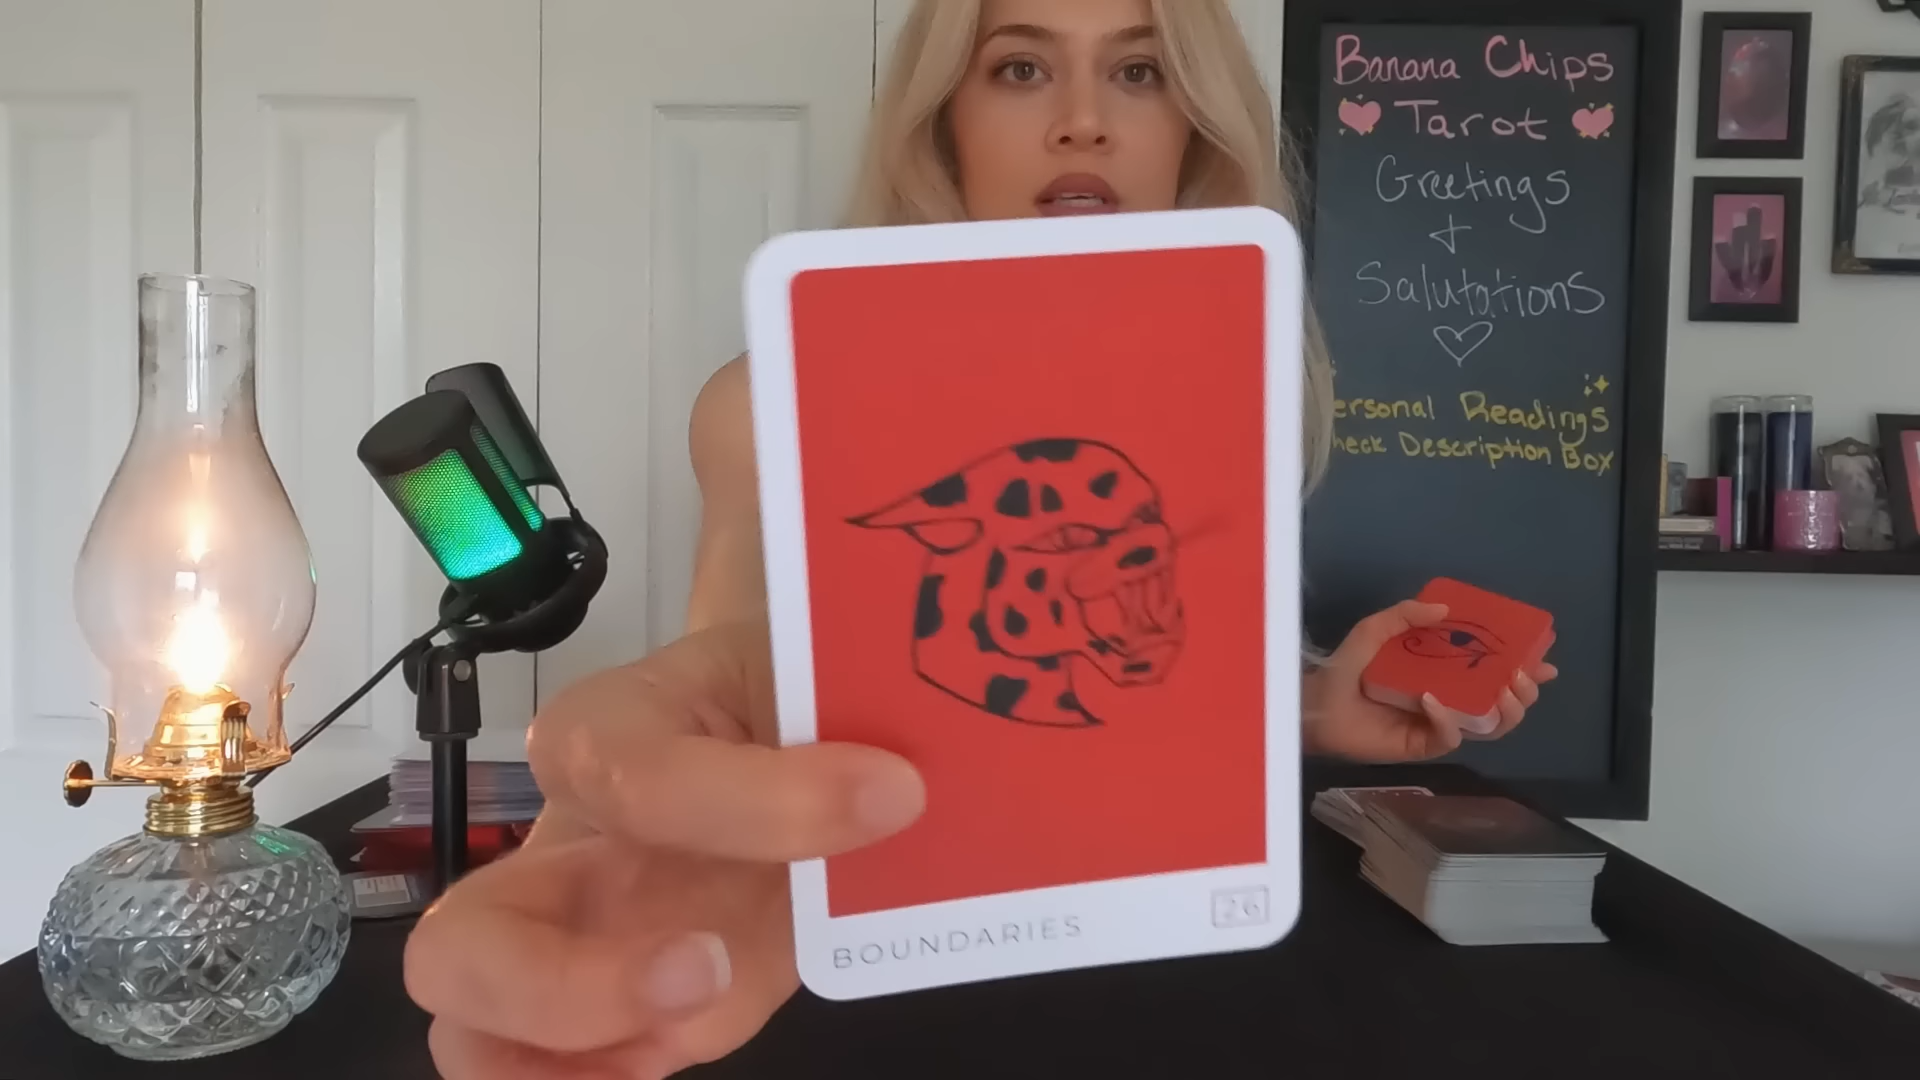 Banana Chips
Tarot
Greetings
+
Salutations
ersonal Readings
heck Description Box
BOUNDARIES
26